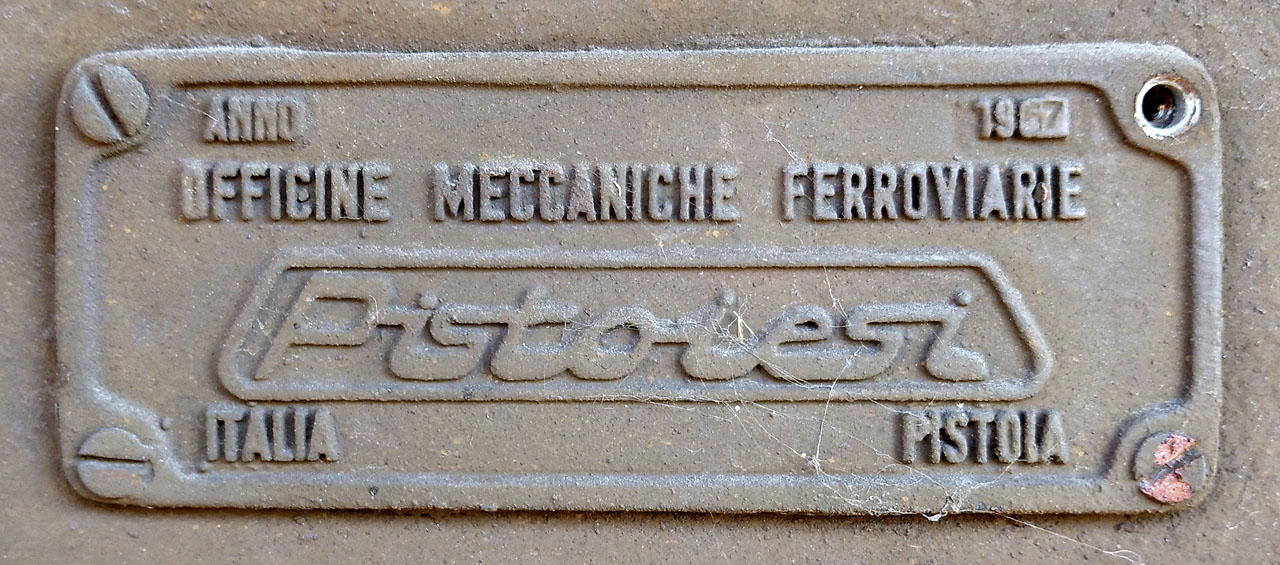 ANNO 1967
OFFICINE MECCANICHE FERROVIARIE
Pistoiesi
ITALIA PISTOIA